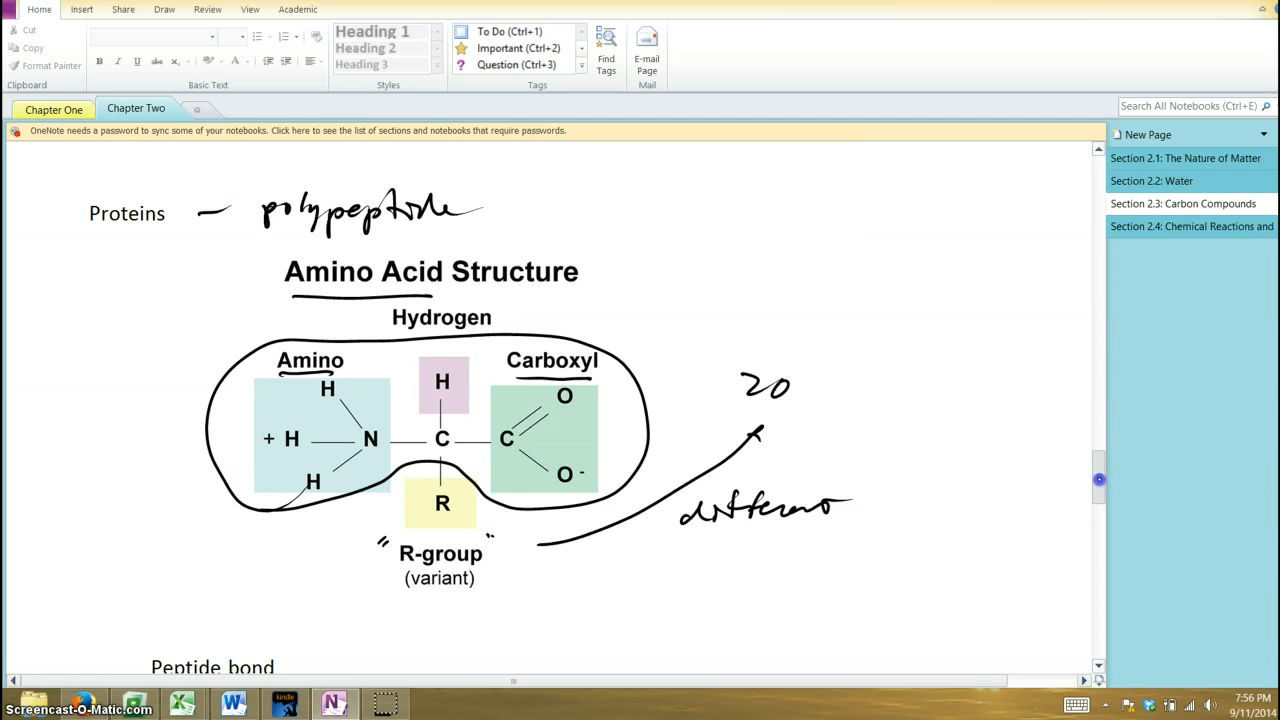 Home Insert Share Draw Review View Academic
Cut
Copy
Format Painter
Clipboard
Basic Text
Heading 1
Heading 2
Heading 3
Styles
To Do (Ctrl+1)
Important (Ctrl+2)
Question (Ctrl+3)
Tags
Find Tags
E-mail Page
Mail
Chapter One Chapter Two
Search All Notebooks (Ctrl+E)
OneNote needs a password to sync some of your notebooks. Click here to see the list of sections and notebooks that require passwords.
New Page
Section 2.1: The Nature of Matter
Section 2.2: Water
Section 2.3: Carbon Compounds
Section 2.4: Chemical Reactions and
Proteins — polypeptide
Amino Acid Structure
Hydrogen
Amino Carboxyl
H H O
+ H N C C
H O -
R
"R-group"
(variant)
20
different
Peptide bond
Screencast-O-Matic.com
kindle
7:56 PM
9/11/2014